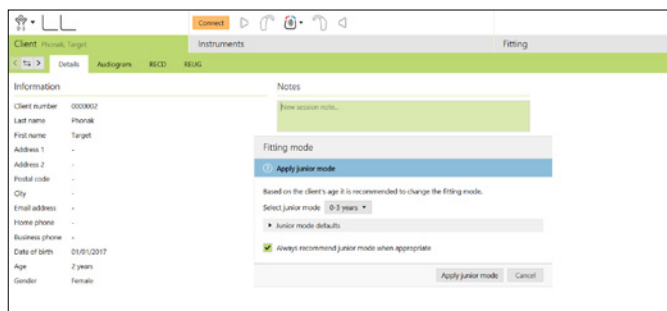 Connect
Client Phonak, Target
Instruments
Fitting
Details Audiogram RECD REUG
Information
Client number 0000002
Last name Phonak
First name Target
Address 1 -
Address 2 -
Postal code -
City -
Email address -
Home phone -
Business phone -
Date of birth 01/01/2017
Age 2 years
Gender Female
Notes
New session note...
Fitting mode
Apply junior mode
Based on the client's age it is recommended to change the fitting mode.
Select junior mode 0-3 years
Junior mode defaults
Always recommend junior mode when appropriate
Apply junior mode Cancel